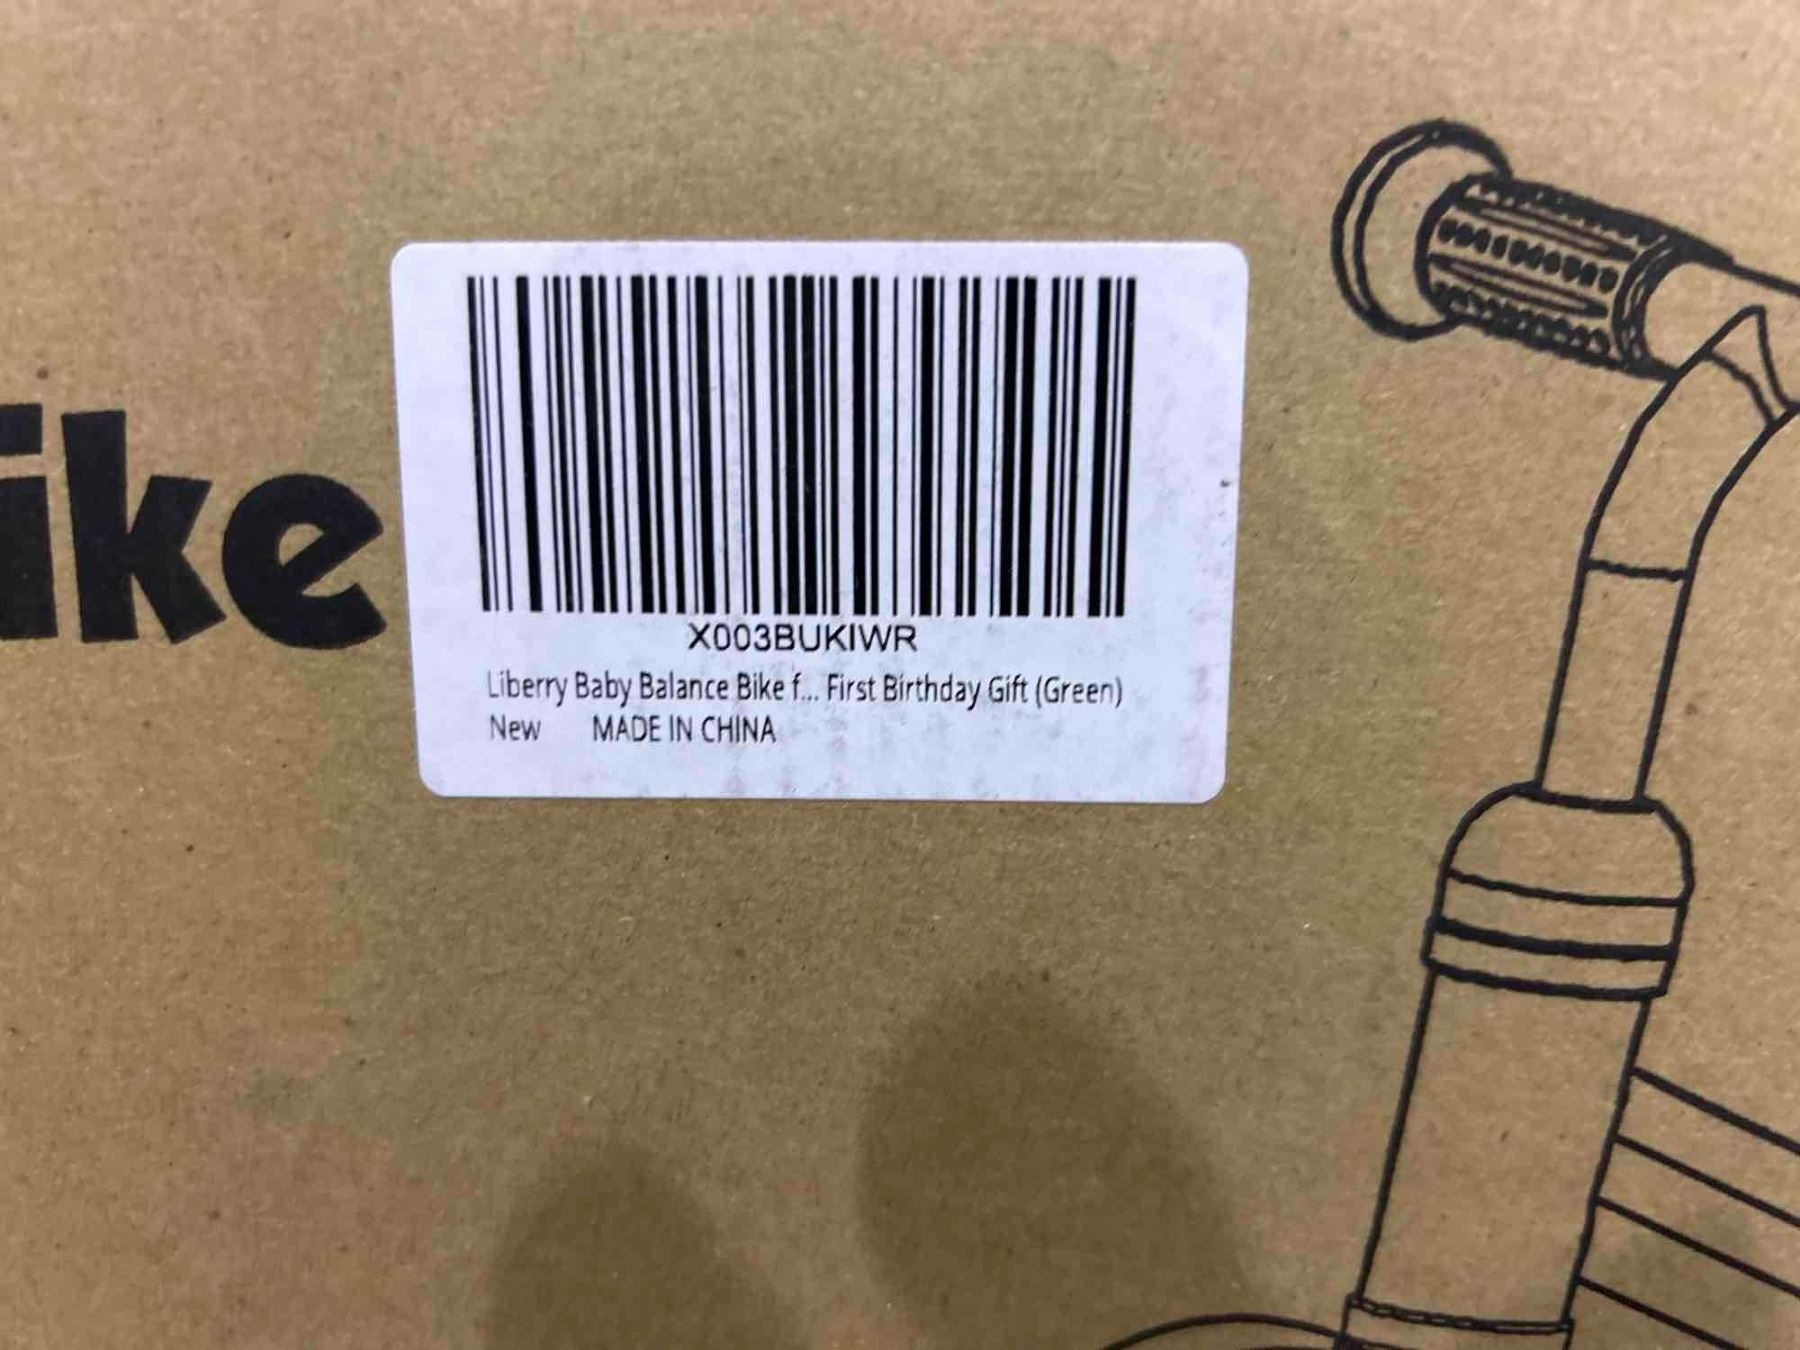 ike
X003BUKIWR
Liberry Baby Balance Bike f... First Birthday Gift (Green)
New MADE IN CHINA